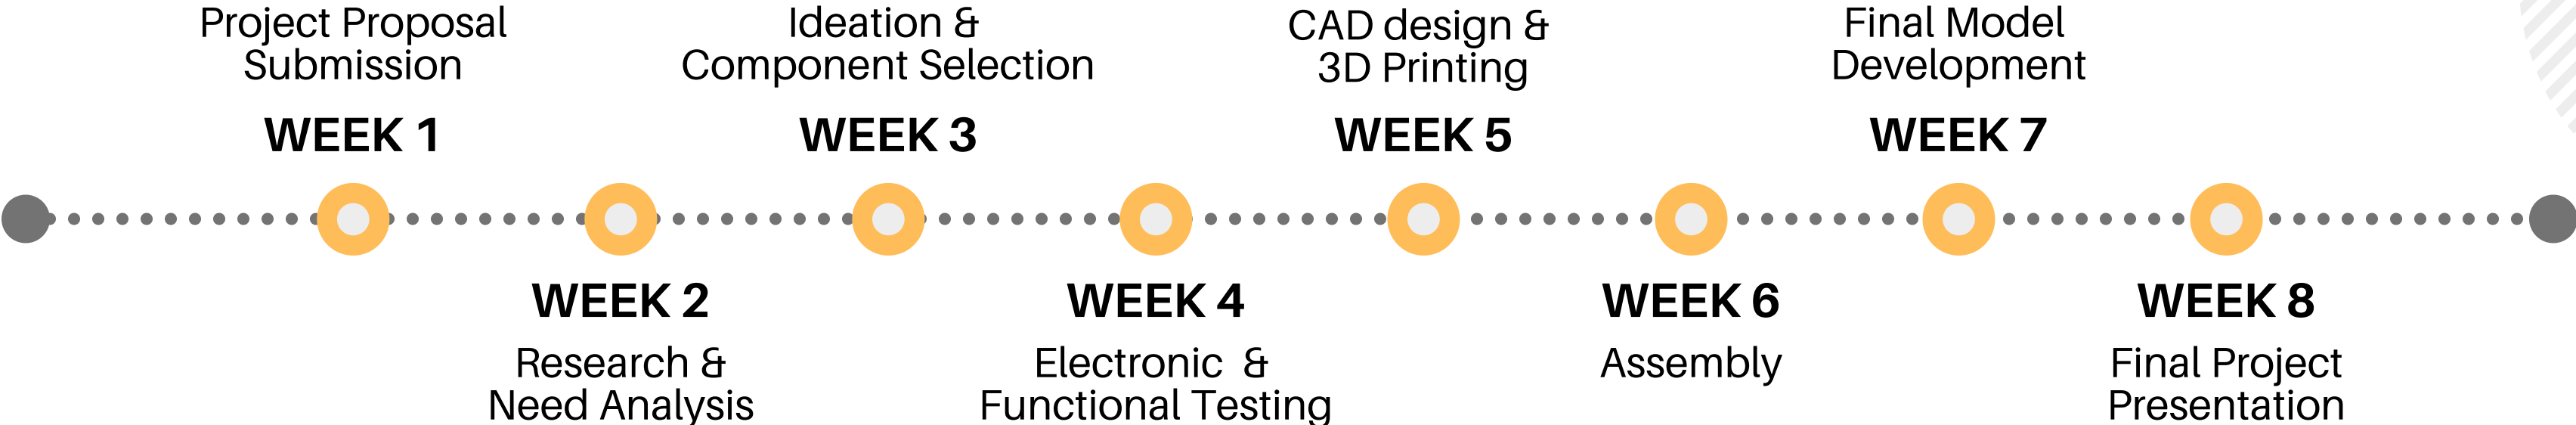 Project Proposal
Submission
WEEK 1
WEEK 2
Research &
Need Analysis
Ideation &
Component Selection
WEEK 3
WEEK 4
Electronic &
Functional Testing
CAD design &
3D Printing
WEEK 5
WEEK 6
Assembly
Final Model
Development
WEEK 7
WEEK 8
Final Project
Presentation